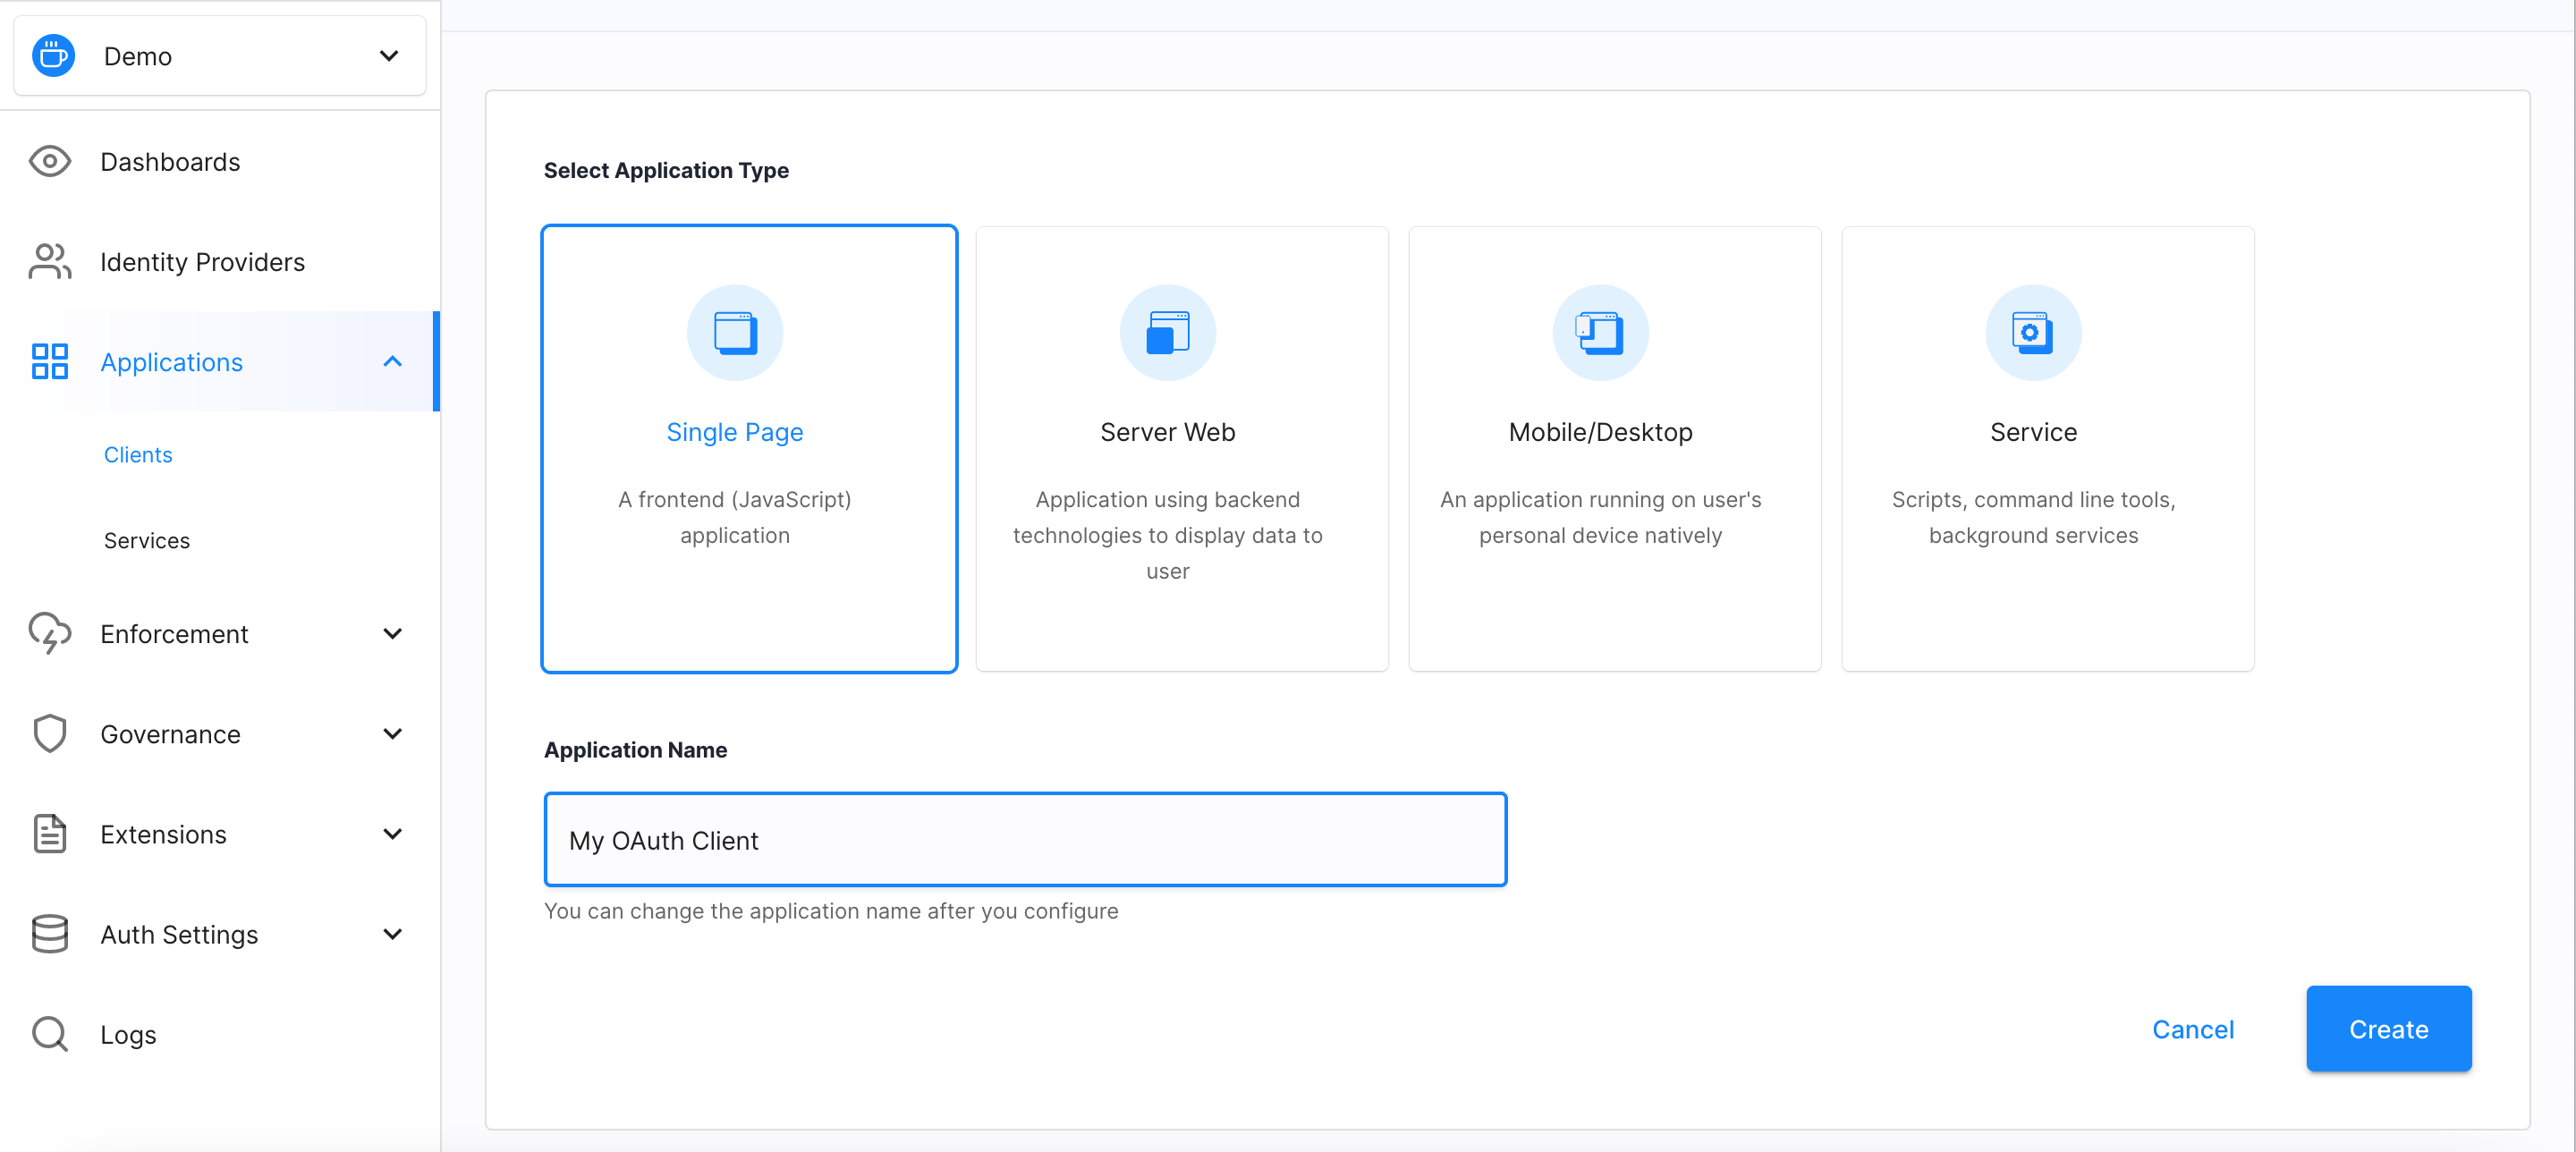 Demo
Dashboards
Identity Providers
Applications
Clients
Services
Enforcement
Governance
Extensions
Auth Settings
Logs
Select Application Type
Single Page
A frontend (JavaScript)
application
Server Web
Application using backend
technologies to display data to
user
Mobile/Desktop
An application running on user's
personal device natively
Service
Scripts, command line tools,
background services
Application Name
My OAuth Client
You can change the application name after you configure
Cancel
Create